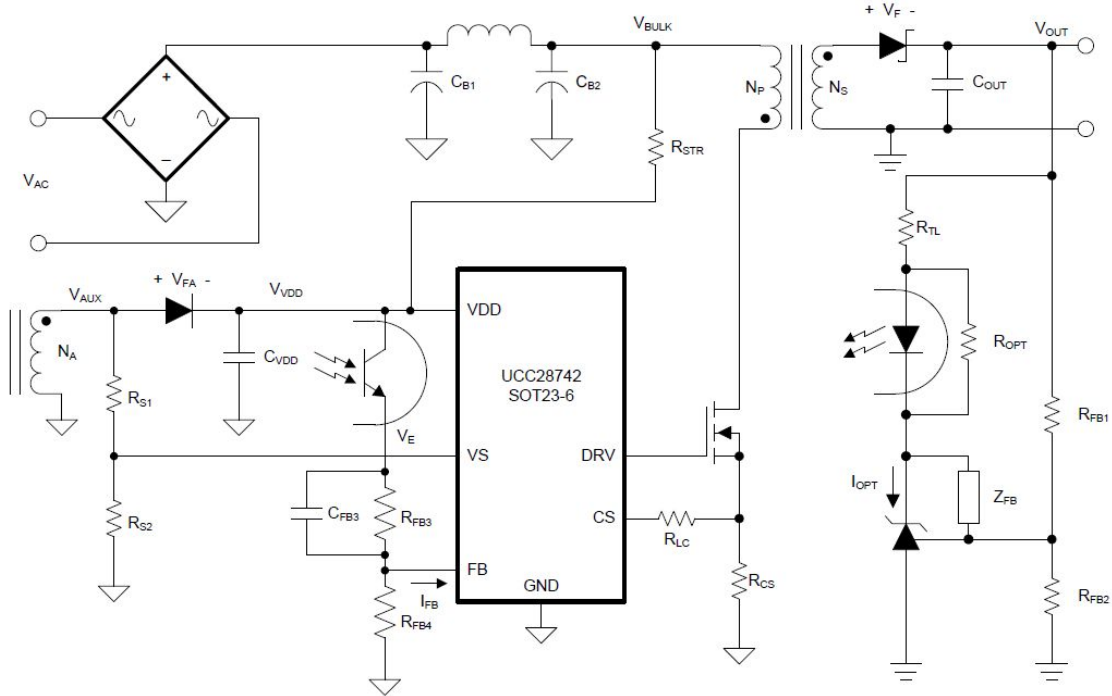 VBULK
+ VF -
VOUT
+
−
CB1
CB2
NP
NS
COUT
RSTR
VAC
RTL
+ VFA -
VAUX
VVDD
VDD
NA
CVDD
ROPT
UCC28742
SOT23-6
RS1
RFB1
VE
VS
DRV
IOPT
ZFB
CFB3
RFB3
CS
RS2
RLC
FB
GND
RCS
IFB
RFB4
RFB2